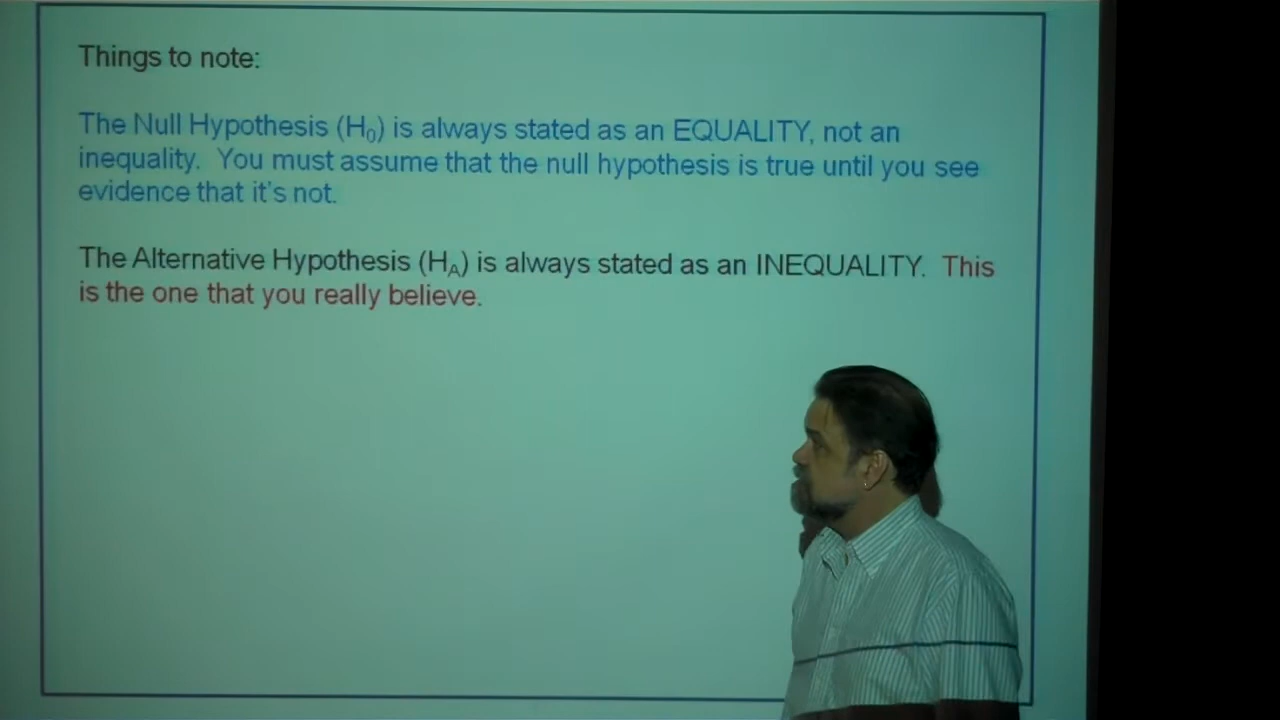 Things to note:
The Null Hypothesis (H₀) is always stated as an EQUALITY, not an
inequality. You must assume that the null hypothesis is true until you see
evidence that it's not.
The Alternative Hypothesis (Hₐ) is always stated as an INEQUALITY. This
is the one that you really believe.